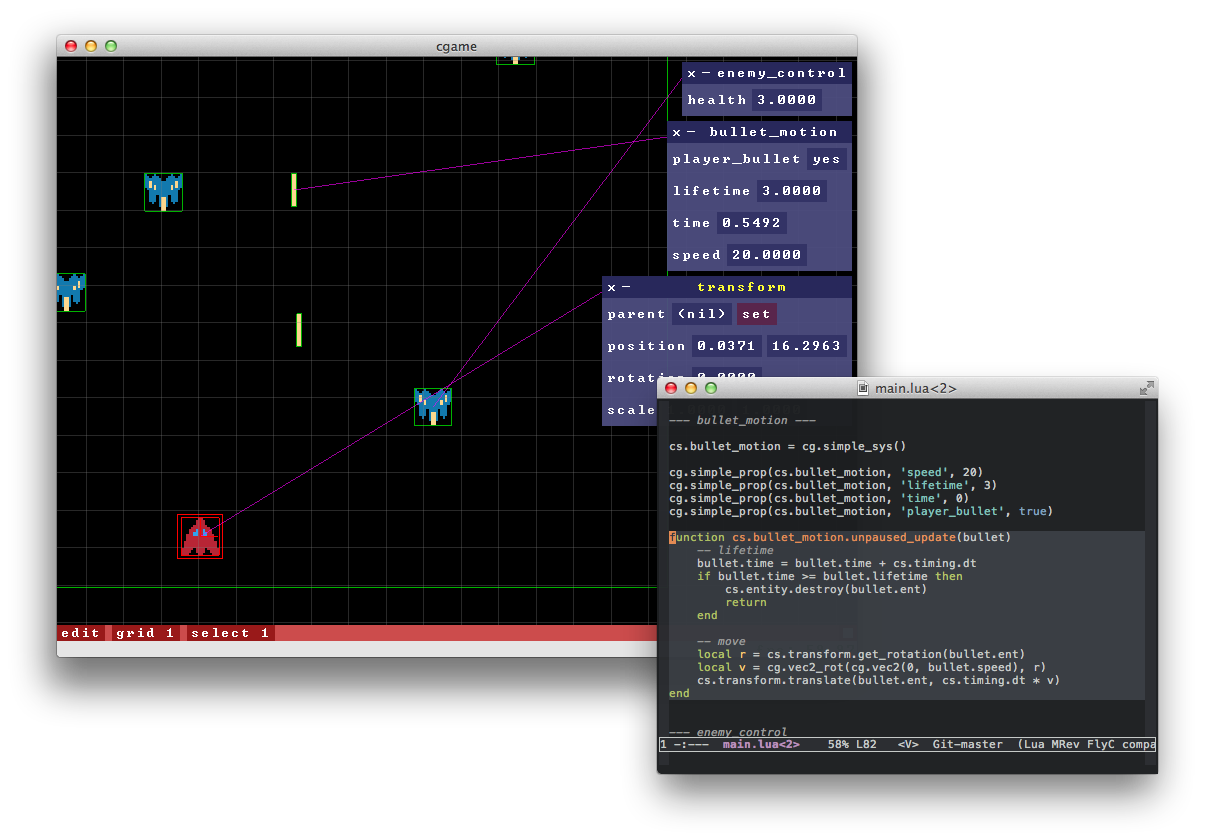 cgame
x — enemy_control
health 3.0000
x — bullet_motion
player_bullet yes
lifetime 3.0000
time 0.5492
speed 20.0000
x — transform
parent (nil) set
position 0.0371 16.2963
scale
edit grid 1 select 1
main.lua<2>
--- bullet_motion ---
cs.bullet_motion = cg.simple_sys()
cg.simple_prop(cs.bullet_motion, 'speed', 20)
cg.simple_prop(cs.bullet_motion, 'lifetime', 3)
cg.simple_prop(cs.bullet_motion, 'time', 0)
cg.simple_prop(cs.bullet_motion, 'player_bullet', true)
function cs.bullet_motion.unpaused_update(bullet)
-- lifetime
bullet.time = bullet.time + cs.timing.dt
if bullet.time >= bullet.lifetime then
cs.entity.destroy(bullet.ent)
return
end
-- move
local r = cs.transform.get_rotation(bullet.ent)
local v = cg.vec2_rot(cg.vec2(0, bullet.speed), r)
cs.transform.translate(bullet.ent, cs.timing.dt * v)
end
--- enemy_control
1 -:--- main.lua<2> 58% L82 <V> Git-master (Lua MRev FlyC compa